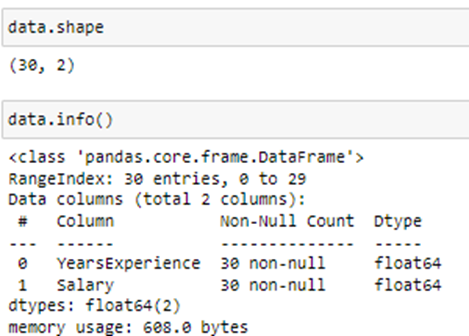 data.shape
(30, 2)
data.info()
<class 'pandas.core.frame.DataFrame'>
RangeIndex: 30 entries, 0 to 29
Data columns (total 2 columns):
 #   Column           Non-Null Count  Dtype
---  ------           --------------  -----
 0   YearsExperience  30 non-null     float64
 1   Salary           30 non-null     float64
dtypes: float64(2)
memory usage: 608.0 bytes